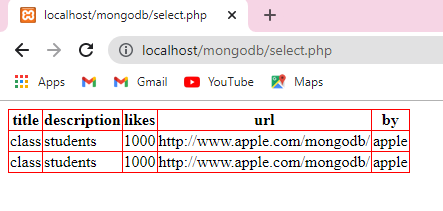 localhost/mongodb/select.php
localhost/mongodb/select.php
Apps Gmail YouTube Maps
title description likes url by
class students 1000 http://www.apple.com/mongodb/ apple
class students 1000 http://www.apple.com/mongodb/ apple